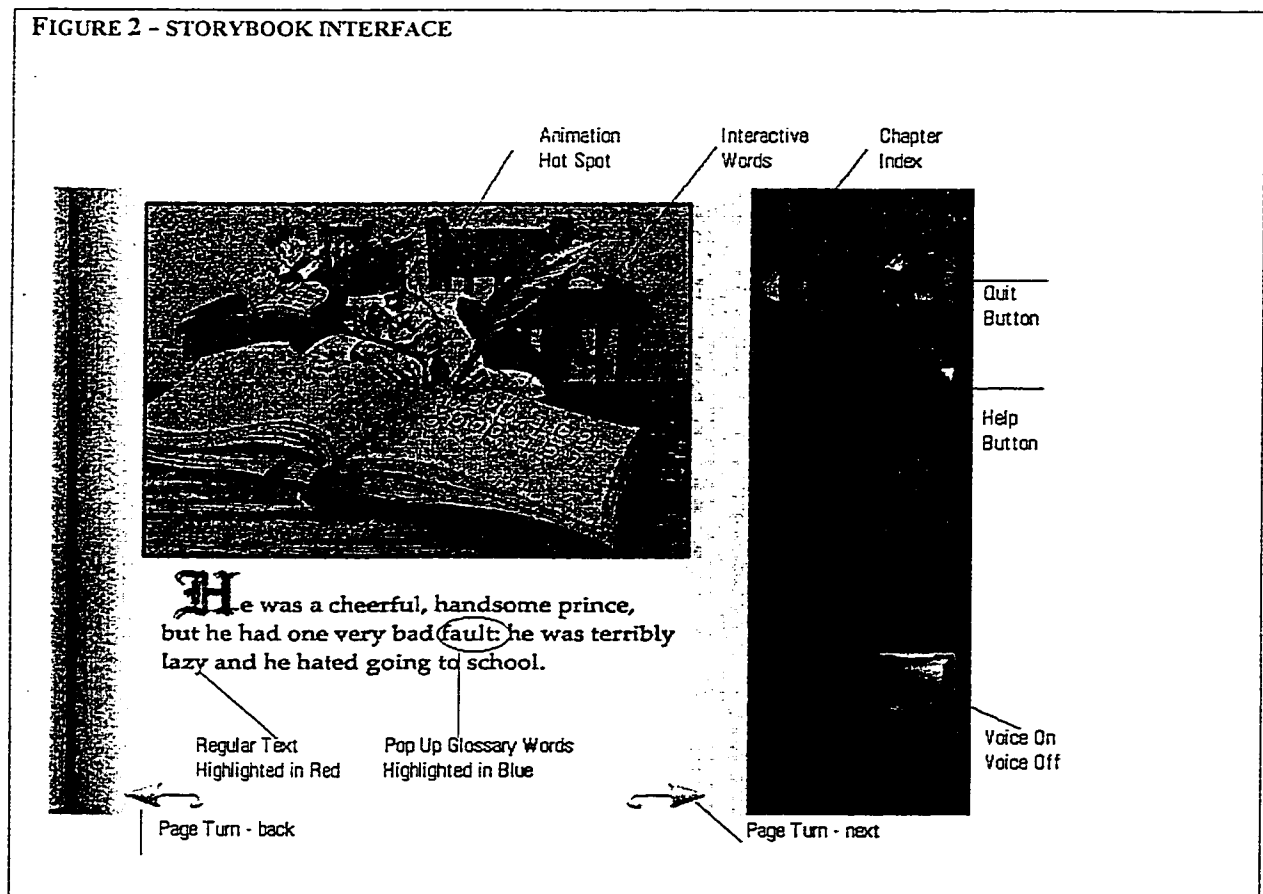 FIGURE 2 – STORYBOOK INTERFACE
Animation
Hot Spot
Interactive
Words
Chapter
Index
Quit
Button
Help
Button
He was a cheerful, handsome prince,
but he had one very bad fault: he was terribly
lazy and he hated going to school.
Regular Text
Highlighted in Red
Pop Up Glossary Words
Highlighted in Blue
Voice On
Voice Off
Page Turn - back
Page Turn - next